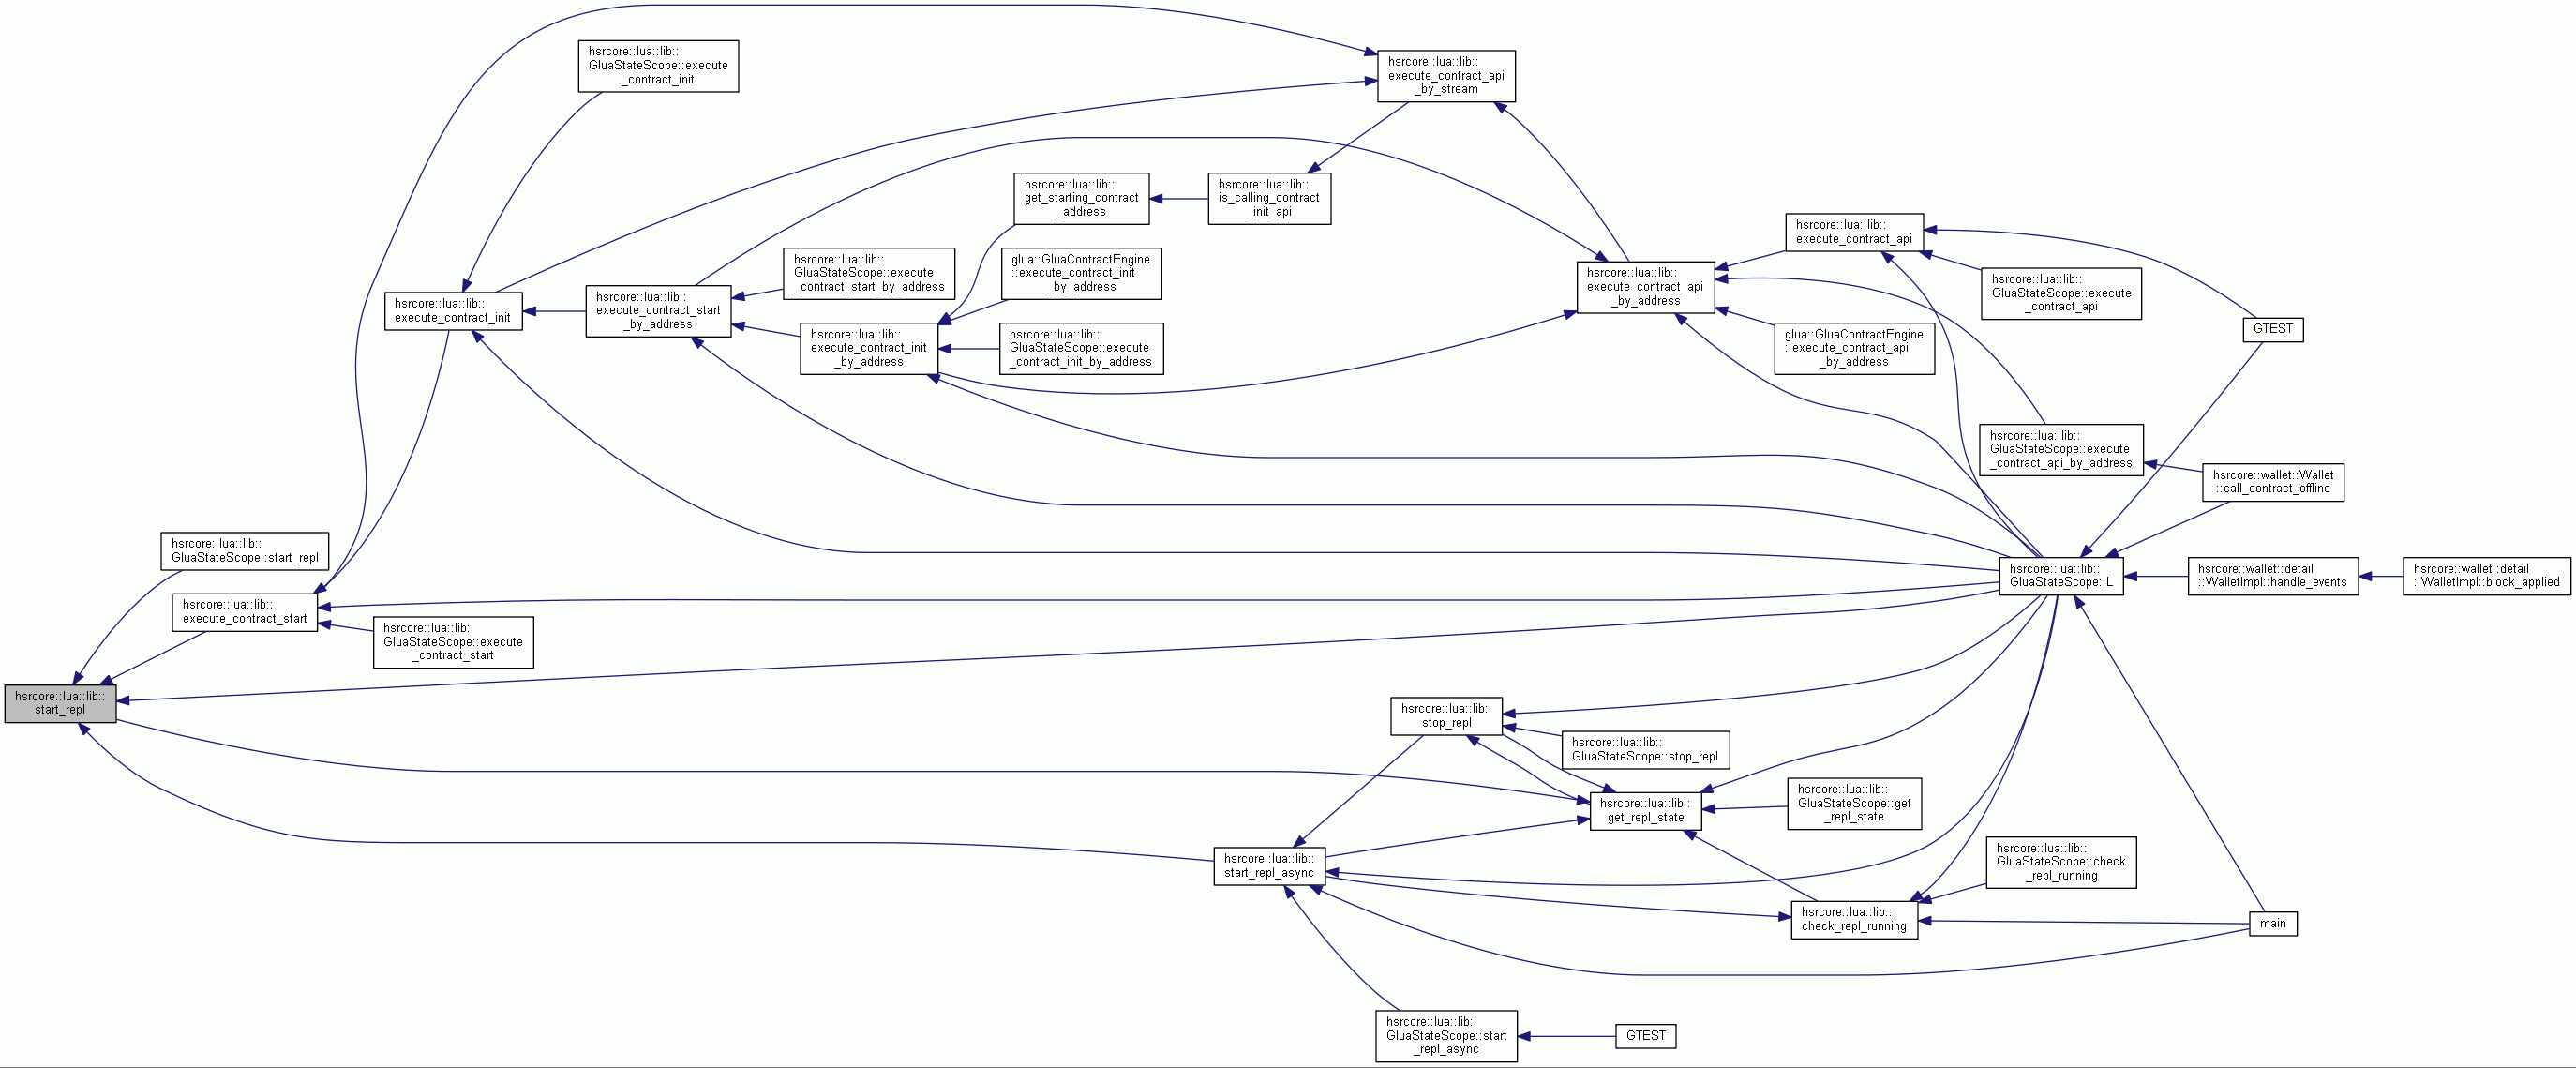 hsrcore::lua::lib::
GluaStateScope::execute
_contract_init
hsrcore::lua::lib::
execute_contract_api
_by_stream
hsrcore::lua::lib::
get_starting_contract
_address
hsrcore::lua::lib::
is_calling_contract
_init_api
hsrcore::lua::lib::
execute_contract_api
hsrcore::lua::lib::
GluaStateScope::execute
_contract_start_by_address
glua::GluaContractEngine
::execute_contract_init
_by_address
hsrcore::lua::lib::
execute_contract_api
_by_address
hsrcore::lua::lib::
GluaStateScope::execute
_contract_api
hsrcore::lua::lib::
execute_contract_init
hsrcore::lua::lib::
execute_contract_start
_by_address
hsrcore::lua::lib::
execute_contract_init
_by_address
hsrcore::lua::lib::
GluaStateScope::execute
_contract_init_by_address
glua::GluaContractEngine
::execute_contract_api
_by_address
GTEST
hsrcore::lua::lib::
GluaStateScope::execute
_contract_api_by_address
hsrcore::wallet::Wallet
::call_contract_offline
hsrcore::lua::lib::
GluaStateScope::start_repl
hsrcore::lua::lib::
GluaStateScope::L
hsrcore::wallet::detail
::WalletImpl::handle_events
hsrcore::wallet::detail
::WalletImpl::block_applied
hsrcore::lua::lib::
execute_contract_start
hsrcore::lua::lib::
GluaStateScope::execute
_contract_start
hsrcore::lua::lib::
start_repl
hsrcore::lua::lib::
stop_repl
hsrcore::lua::lib::
GluaStateScope::stop_repl
hsrcore::lua::lib::
get_repl_state
hsrcore::lua::lib::
GluaStateScope::get
_repl_state
hsrcore::lua::lib::
start_repl_async
hsrcore::lua::lib::
GluaStateScope::check
_repl_running
hsrcore::lua::lib::
check_repl_running
main
hsrcore::lua::lib::
GluaStateScope::start
_repl_async
GTEST